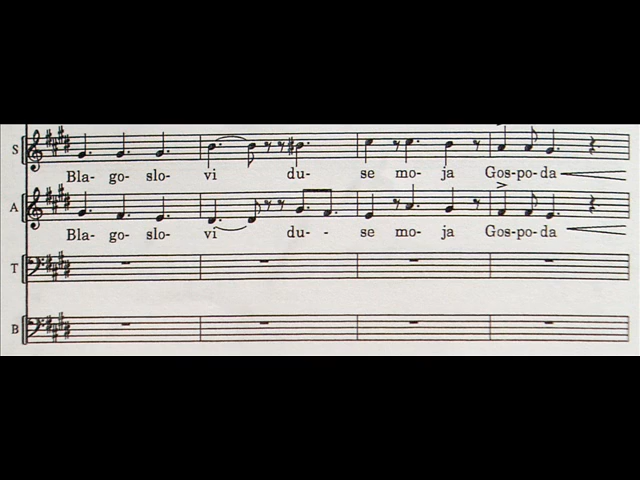 S
Bla- go- slo- vi du- se mo- ja Gos-po-da
A
Bla- go- slo- vi du- - se mo- ja Gos-po-da
T
B